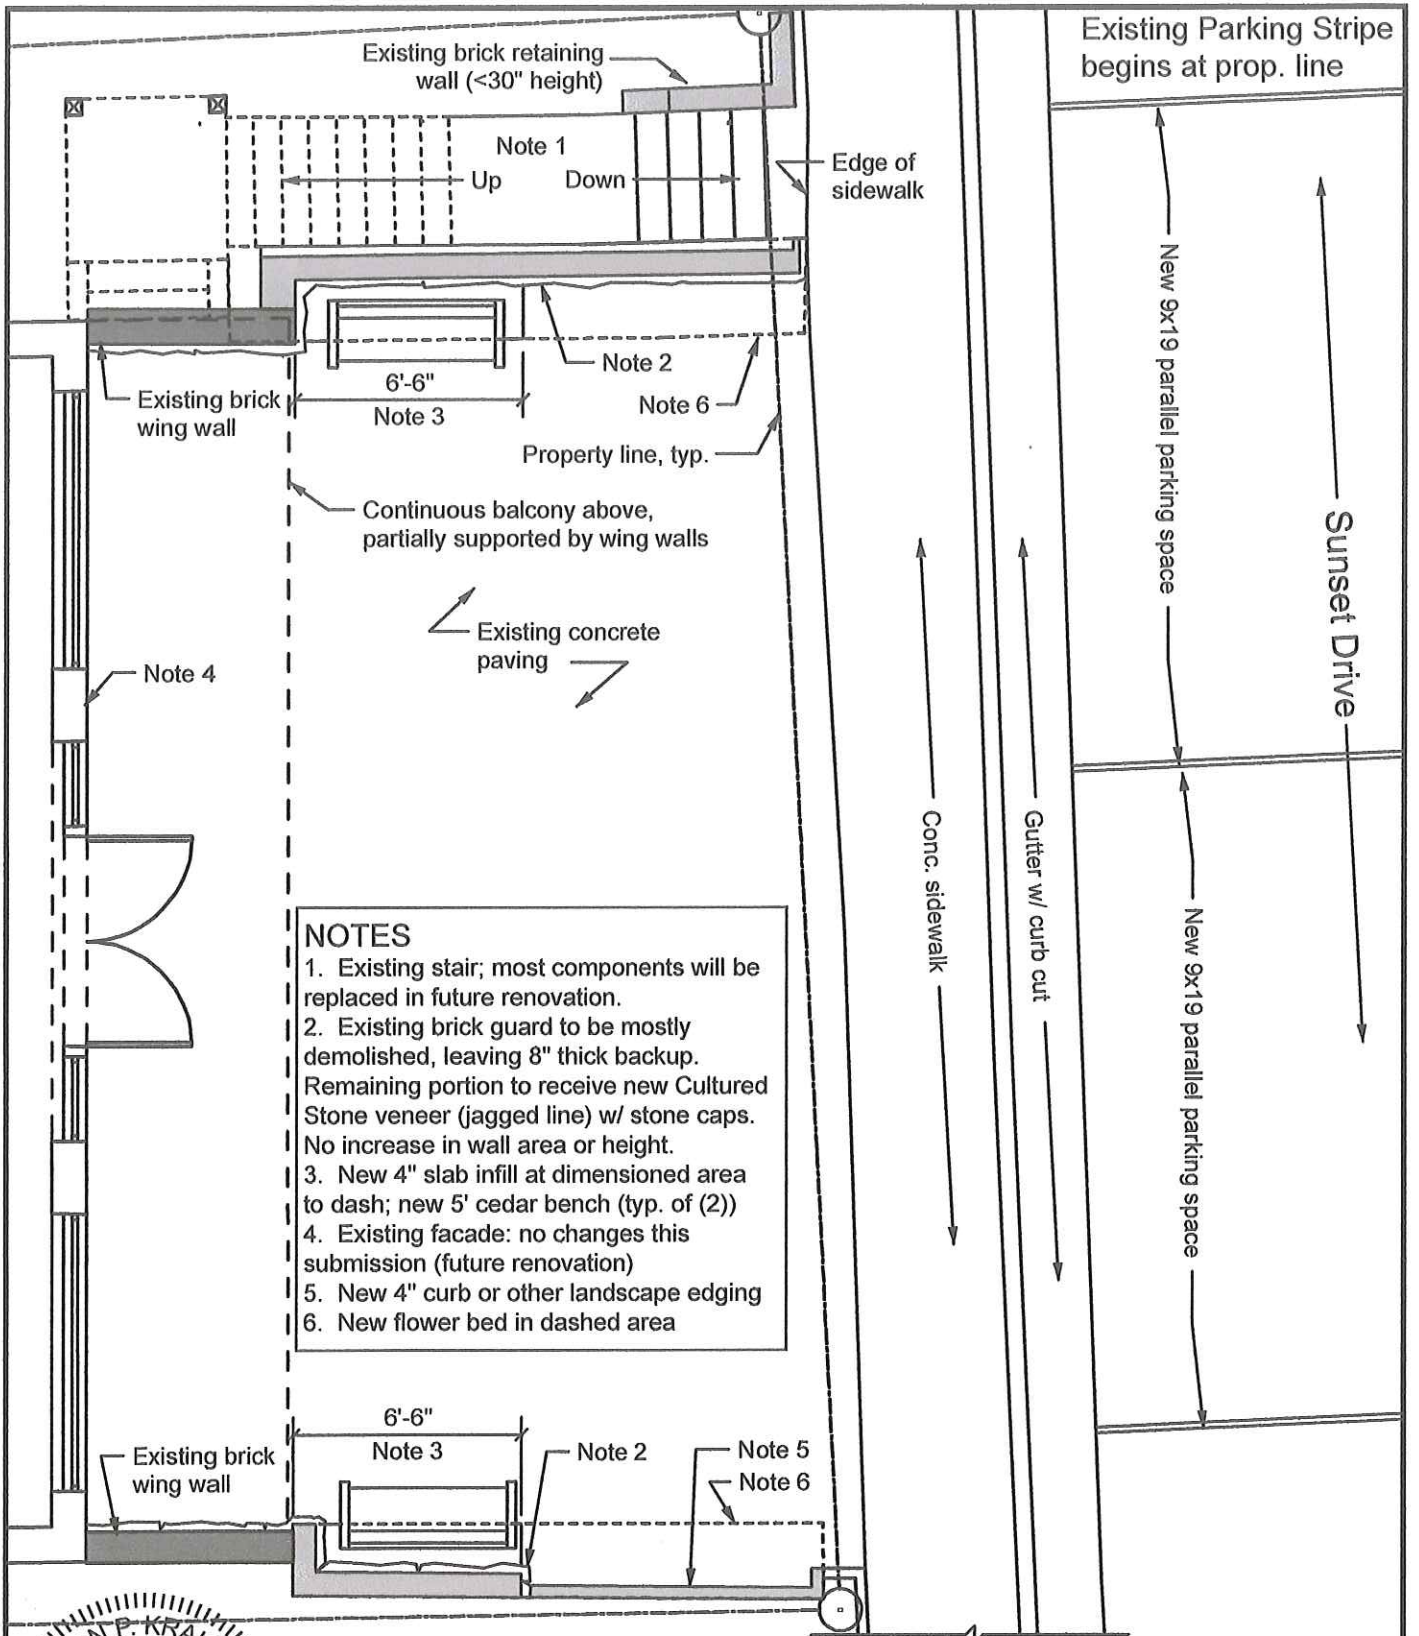 Existing Parking Stripe
begins at prop. line
Existing brick retaining
wall (<30" height)
Note 1
Up
Down
Edge of
sidewalk
New 9x19 parallel parking space
Sunset Drive
Note 2
6'-6"
Note 3
Note 6
Existing brick
wing wall
Property line, typ.
Continuous balcony above,
partially supported by wing walls
Existing concrete
paving
Note 4
Conc. sidewalk
Gutter w/ curb cut
New 9x19 parallel parking space
NOTES
1. Existing stair; most components will be
replaced in future renovation.
2. Existing brick guard to be mostly
demolished, leaving 8" thick backup.
Remaining portion to receive new Cultured
Stone veneer (jagged line) w/ stone caps.
No increase in wall area or height.
3. New 4" slab infill at dimensioned area
to dash; new 5' cedar bench (typ. of (2))
4. Existing facade: no changes this
submission (future renovation)
5. New 4" curb or other landscape edging
6. New flower bed in dashed area
6'-6"
Note 3
Existing brick
wing wall
Note 2
Note 5
Note 6